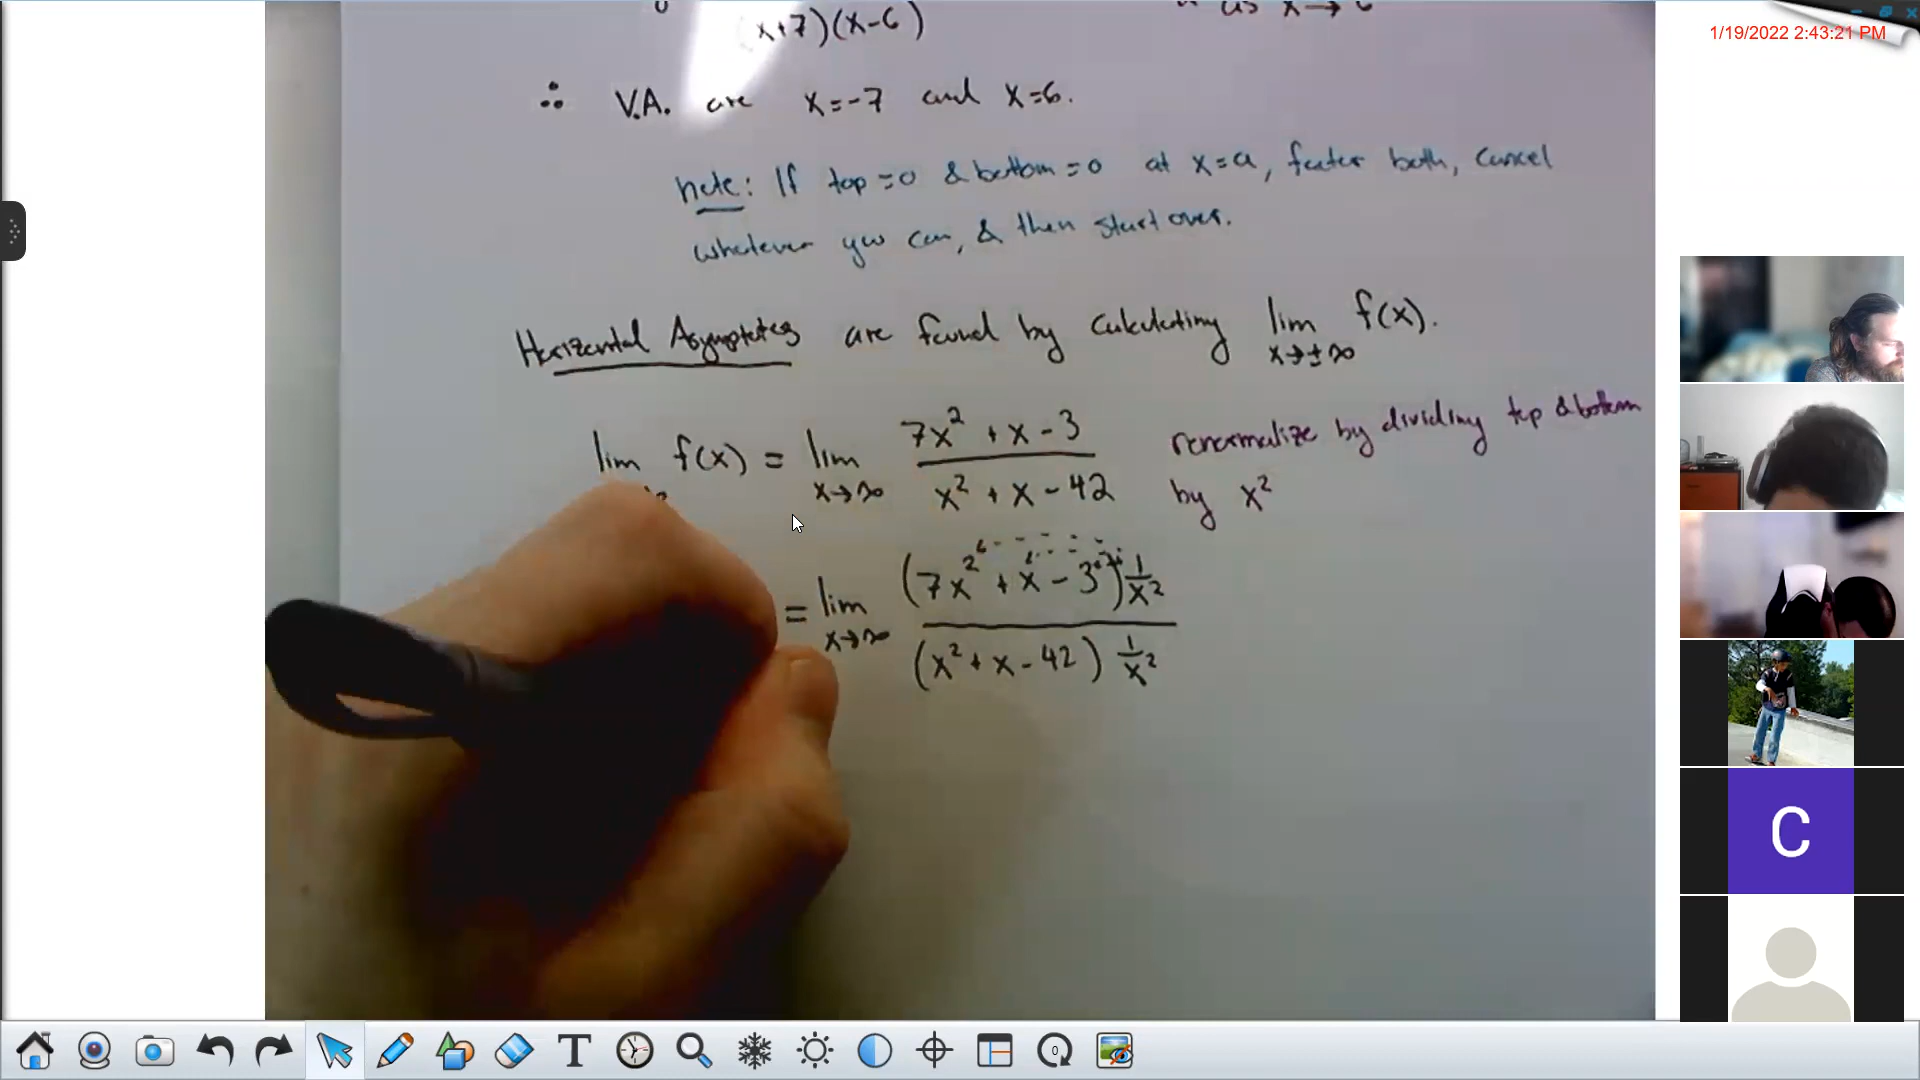 as x→6
(x+7)(x-6)
1/19/2022 2:43:21 PM
∴ V.A. are x=-7 and x=6.
note: If top=0 & bottom=0 at x=a, factor both, cancel
whatever you can, & then start over.
Horizontal Asymptotes are found by calculating lim f(x).
x→±∞
lim f(x) = lim 7x² + x - 3 renormalize by dividing top & bottom
x→∞ x² + x - 42 by x²
= lim (7x² + x - 3) 1/x²
x→∞ (x² + x - 42) 1/x²
C
T
0